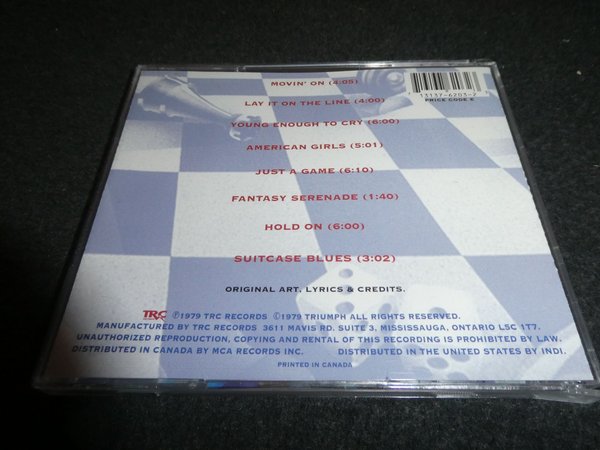 MOVIN' ON (4:05)
LAY IT ON THE LINE (4:00)
YOUNG ENOUGH TO CRY (6:00)
AMERICAN GIRLS (5:01)
JUST A GAME (6:10)
FANTASY SERENADE (1:40)
HOLD ON (6:00)
SUITCASE BLUES (3:02)
ORIGINAL ART, LYRICS & CREDITS.
13137-6203-2
PRICE CODE E
TRC ℗1979 TRC RECORDS ©1979 TRIUMPH ALL RIGHTS RESERVED.
MANUFACTURED BY TRC RECORDS 3611 MAVIS RD. SUITE 3, MISSISSAUGA, ONTARIO L5C 1T7.
UNAUTHORIZED REPRODUCTION, COPYING AND RENTAL OF THIS RECORDING IS PROHIBITED BY LAW.
DISTRIBUTED IN CANADA BY MCA RECORDS INC. DISTRIBUTED IN THE UNITED STATES BY INDI.
PRINTED IN CANADA